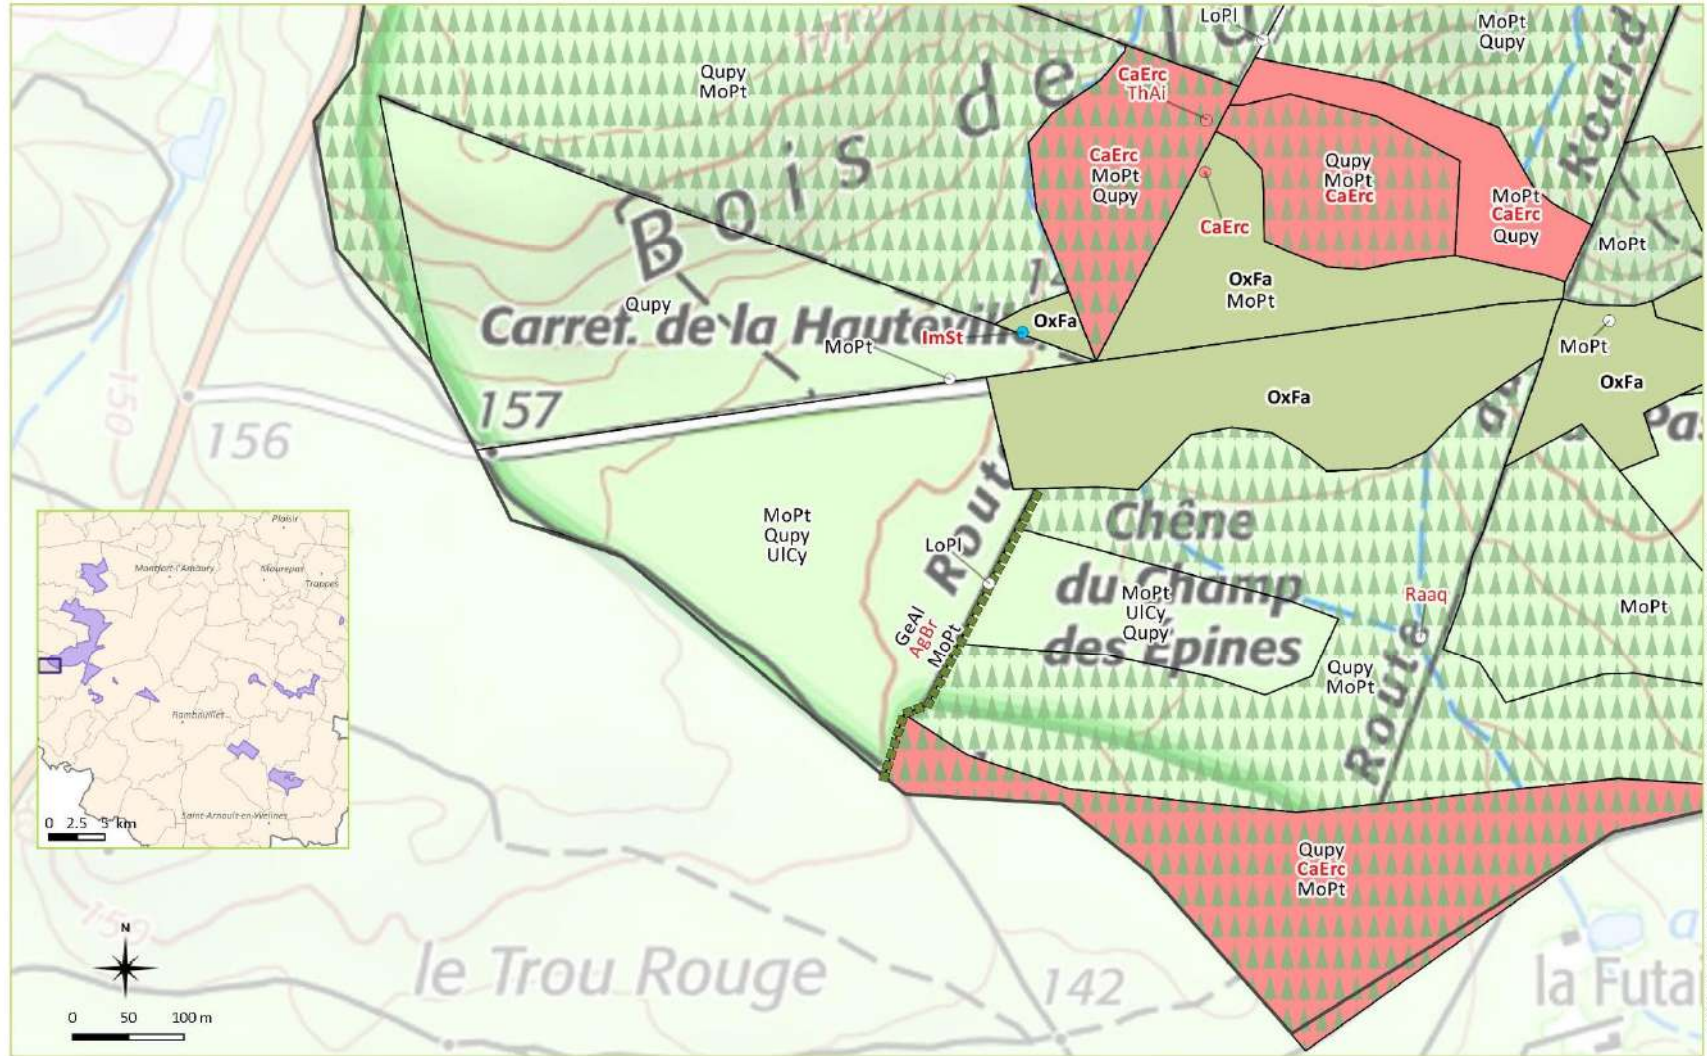 LoPl
MoPt
Qupy
Qupy
MoPt
CaErc
ThAi
Bois de
Rocard
CaErc
MoPt
Qupy
Qupy
MoPt
CaErc
MoPt
CaErc
Qupy
MoPt
CaErc
OxFa
MoPt
Qupy
Carref. de la Hauteville
ImSt
OxFa
MoPt
MoPt
OxFa
OxFa
150
157
156
MoPt
Qupy
UlCy
Route
LoPl
Chêne
du Champ
des Épines
MoPt
UlCy
Qupy
Raaq
MoPt
GeAl
AgBr
MoPt
Qupy
MoPt
Route
du
Pas
Plaisir
Montfort-l'Amaury
Maurepas
Trappes
Rambouillet
Saint-Arnoult-en-Yvelines
0 2.5 5 km
Qupy
CaErc
MoPt
le Trou Rouge
142
la Futa
N
0 50 100 m